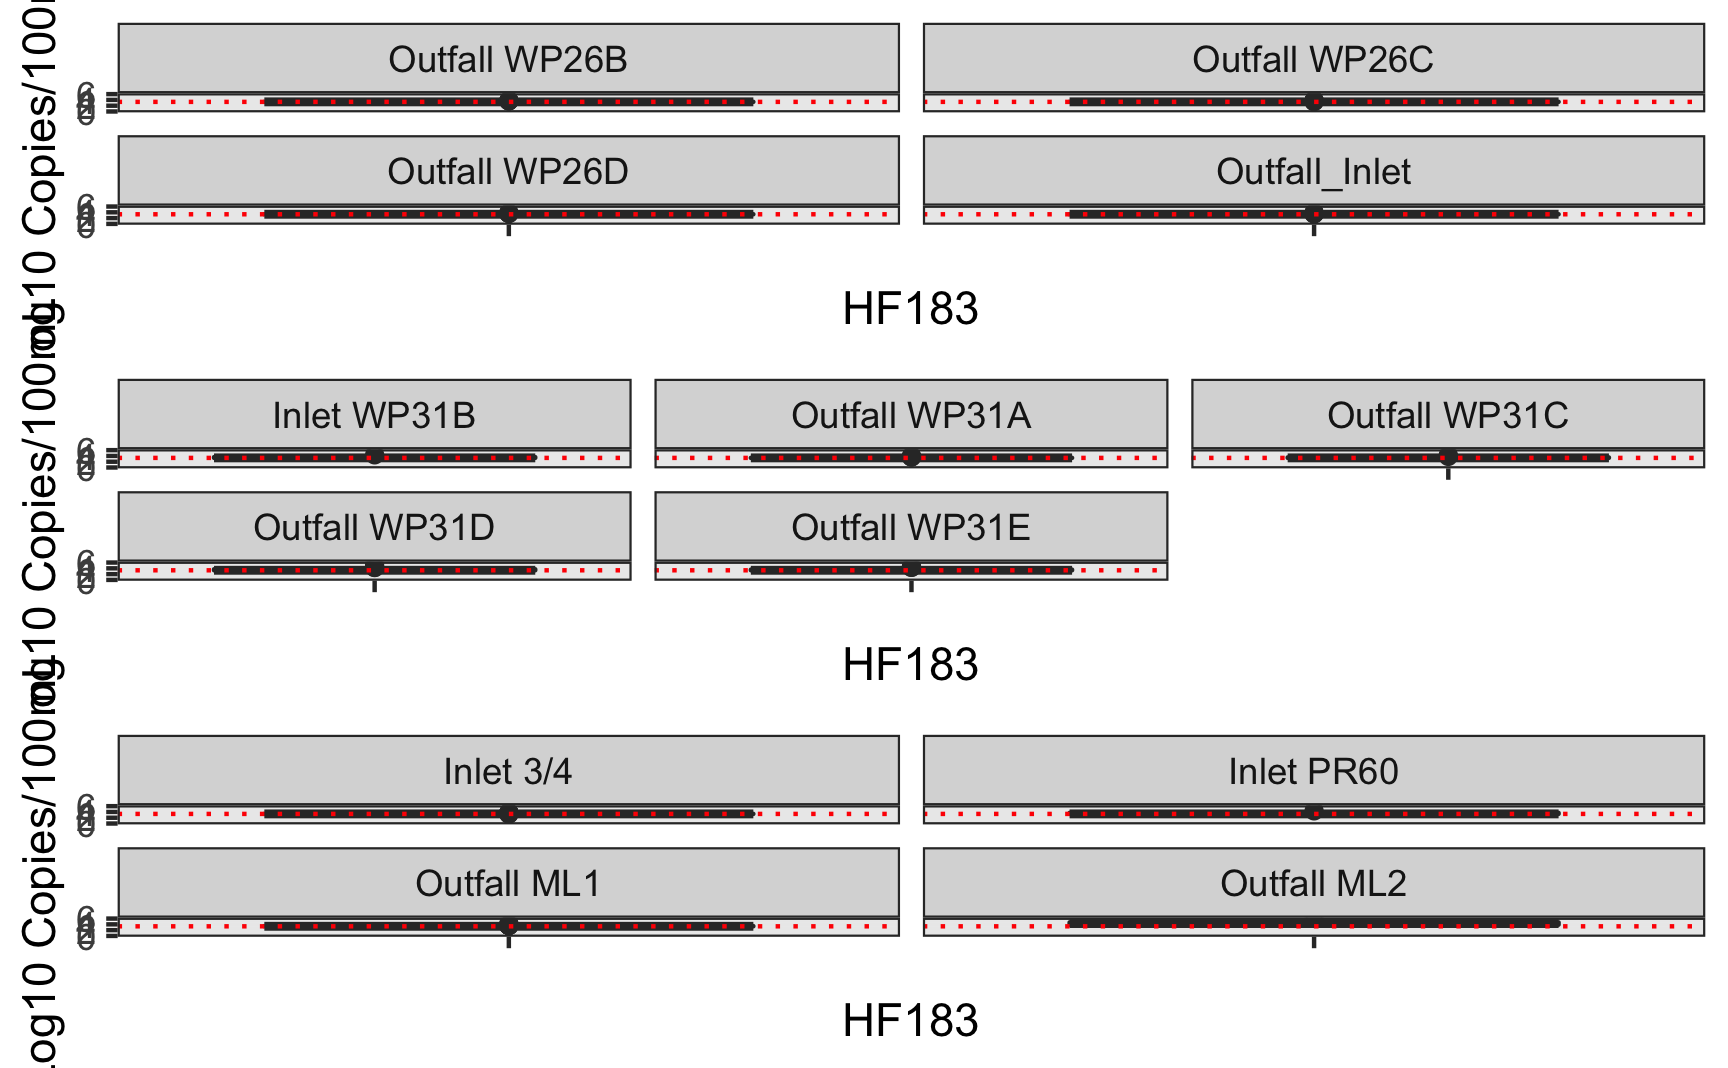 Log10 Copies/100mL
Outfall WP26B
Outfall WP26C
Outfall WP26D
Outfall_Inlet
HF183
Log10 Copies/100mL
Inlet WP31B
Outfall WP31A
Outfall WP31C
Outfall WP31D
Outfall WP31E
HF183
Log10 Copies/100mL
Inlet 3/4
Inlet PR60
Outfall ML1
Outfall ML2
HF183